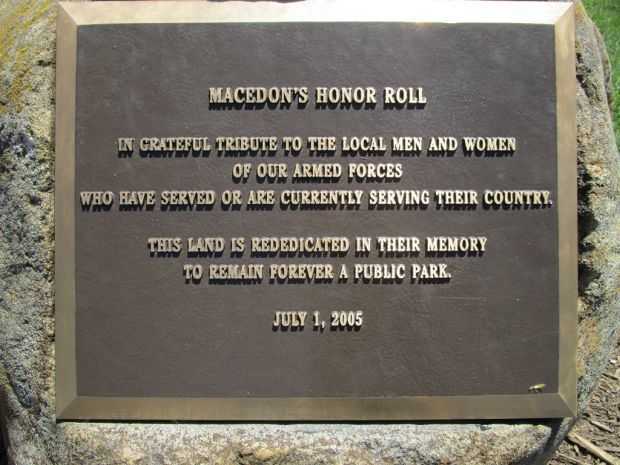 MACEDON'S HONOR ROLL
IN GRATEFUL TRIBUTE TO THE LOCAL MEN AND WOMEN
OF OUR ARMED FORCES
WHO HAVE SERVED OR ARE CURRENTLY SERVING THEIR COUNTRY.
THIS LAND IS REDEDICATED IN THEIR MEMORY
TO REMAIN FOREVER A PUBLIC PARK.
JULY 1, 2005